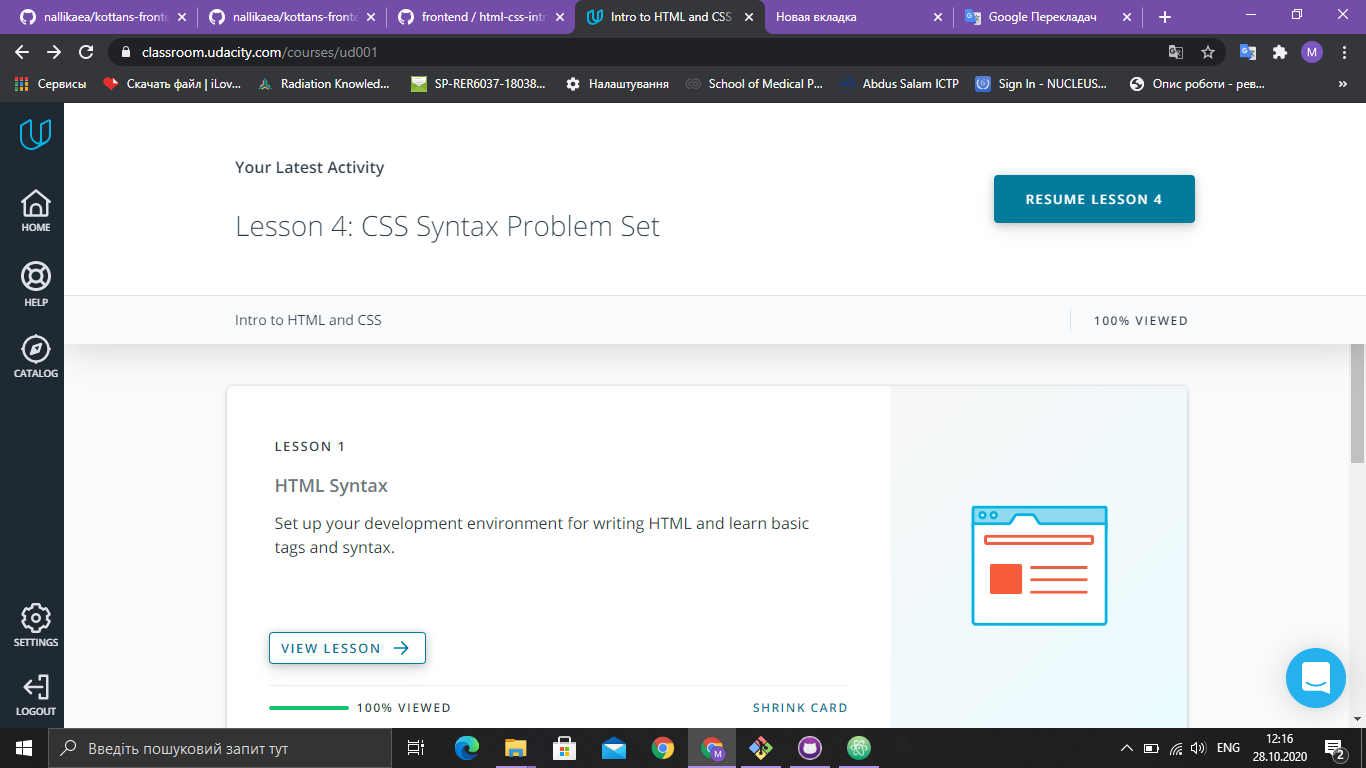 nallikaea/kottans-fronte
nallikaea/kottans-fronte
frontend / html-css-intr
Intro to HTML and CSS
Новая вкладка
Google Перекладач
classroom.udacity.com/courses/ud001
M
Сервисы
Скачать файл | iLov...
Radiation Knowled...
SP-RER6037-18038...
Налаштування
School of Medical P...
Abdus Salam ICTP
Sign In - NUCLEUS...
Опис роботи - рев...
»
HOME
HELP
CATALOG
SETTINGS
LOGOUT
Your Latest Activity
Lesson 4: CSS Syntax Problem Set
RESUME LESSON 4
Intro to HTML and CSS
100% VIEWED
LESSON 1
HTML Syntax
Set up your development environment for writing HTML and learn basic
tags and syntax.
VIEW LESSON
100% VIEWED
SHRINK CARD
Введіть пошуковий запит тут
M
ENG
12:16
28.10.2020
2